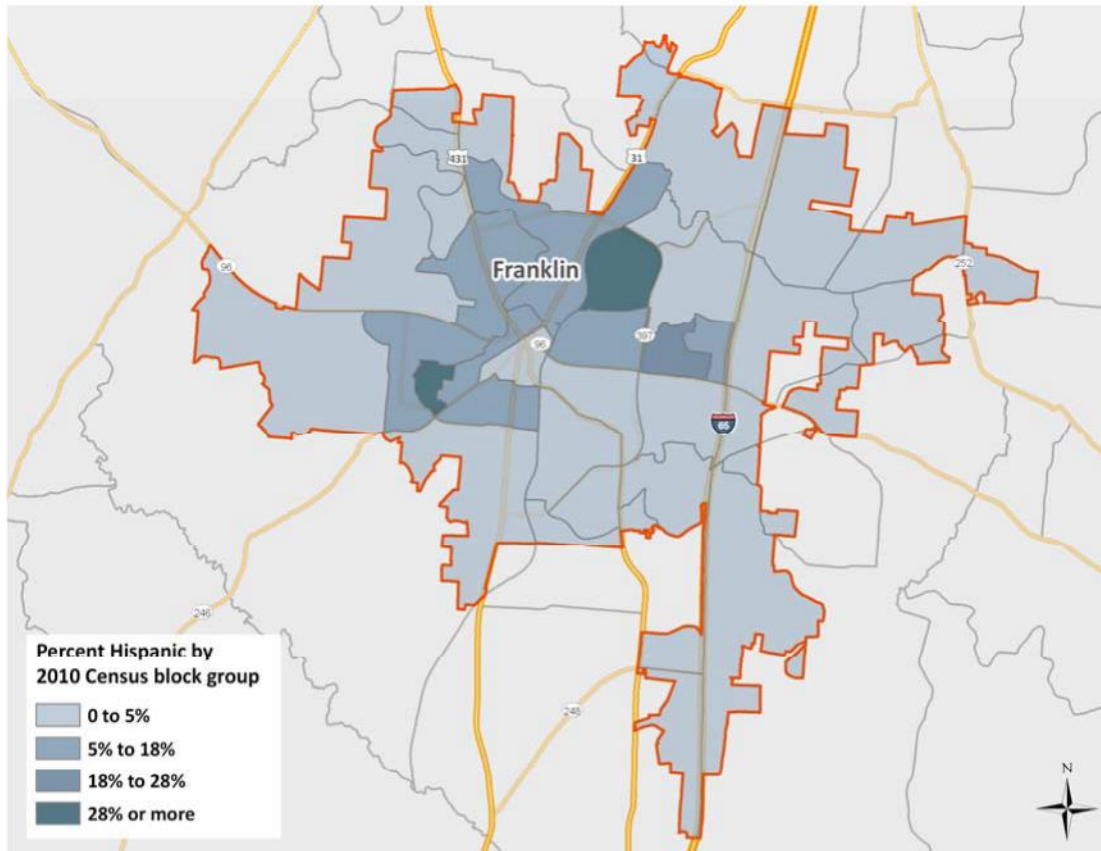 431
31
252
96
Franklin
96
397
65
246
246
N
Percent Hispanic by
2010 Census block group
0 to 5%
5% to 18%
18% to 28%
28% or more